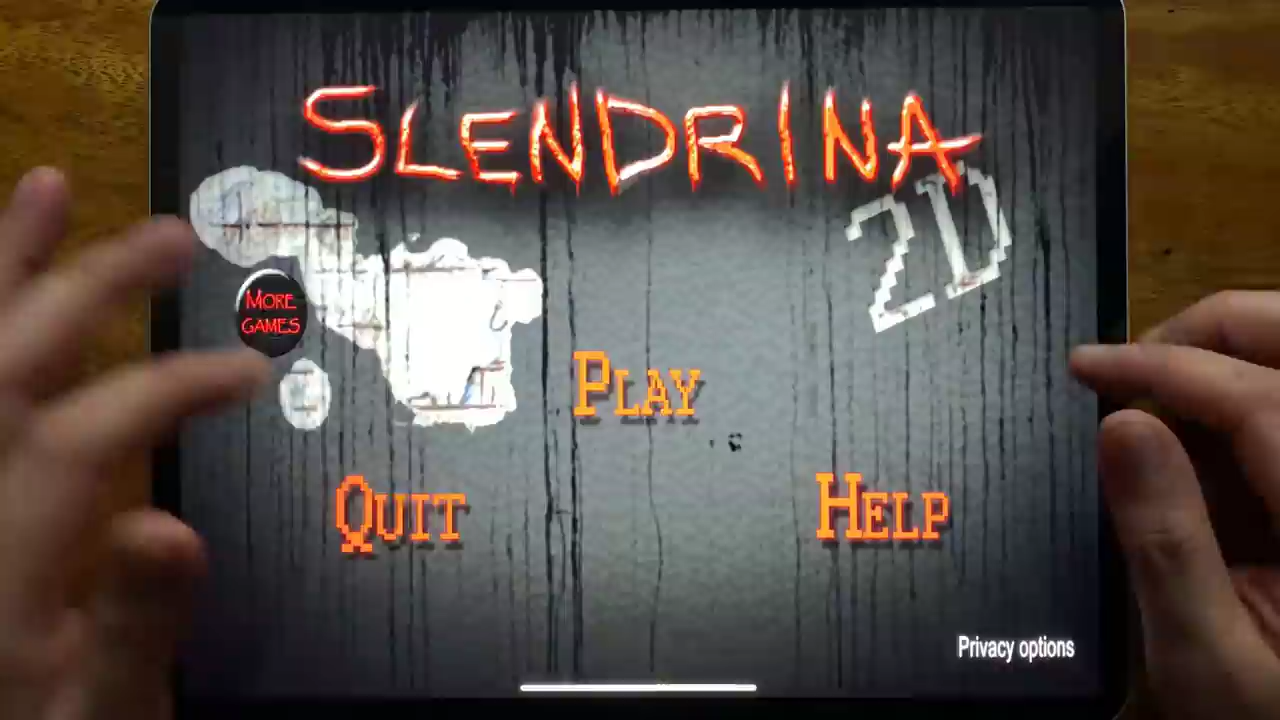 SLENDRINA
2D
MORE
GAMES
PLAY
QUIT
HELP
Privacy options